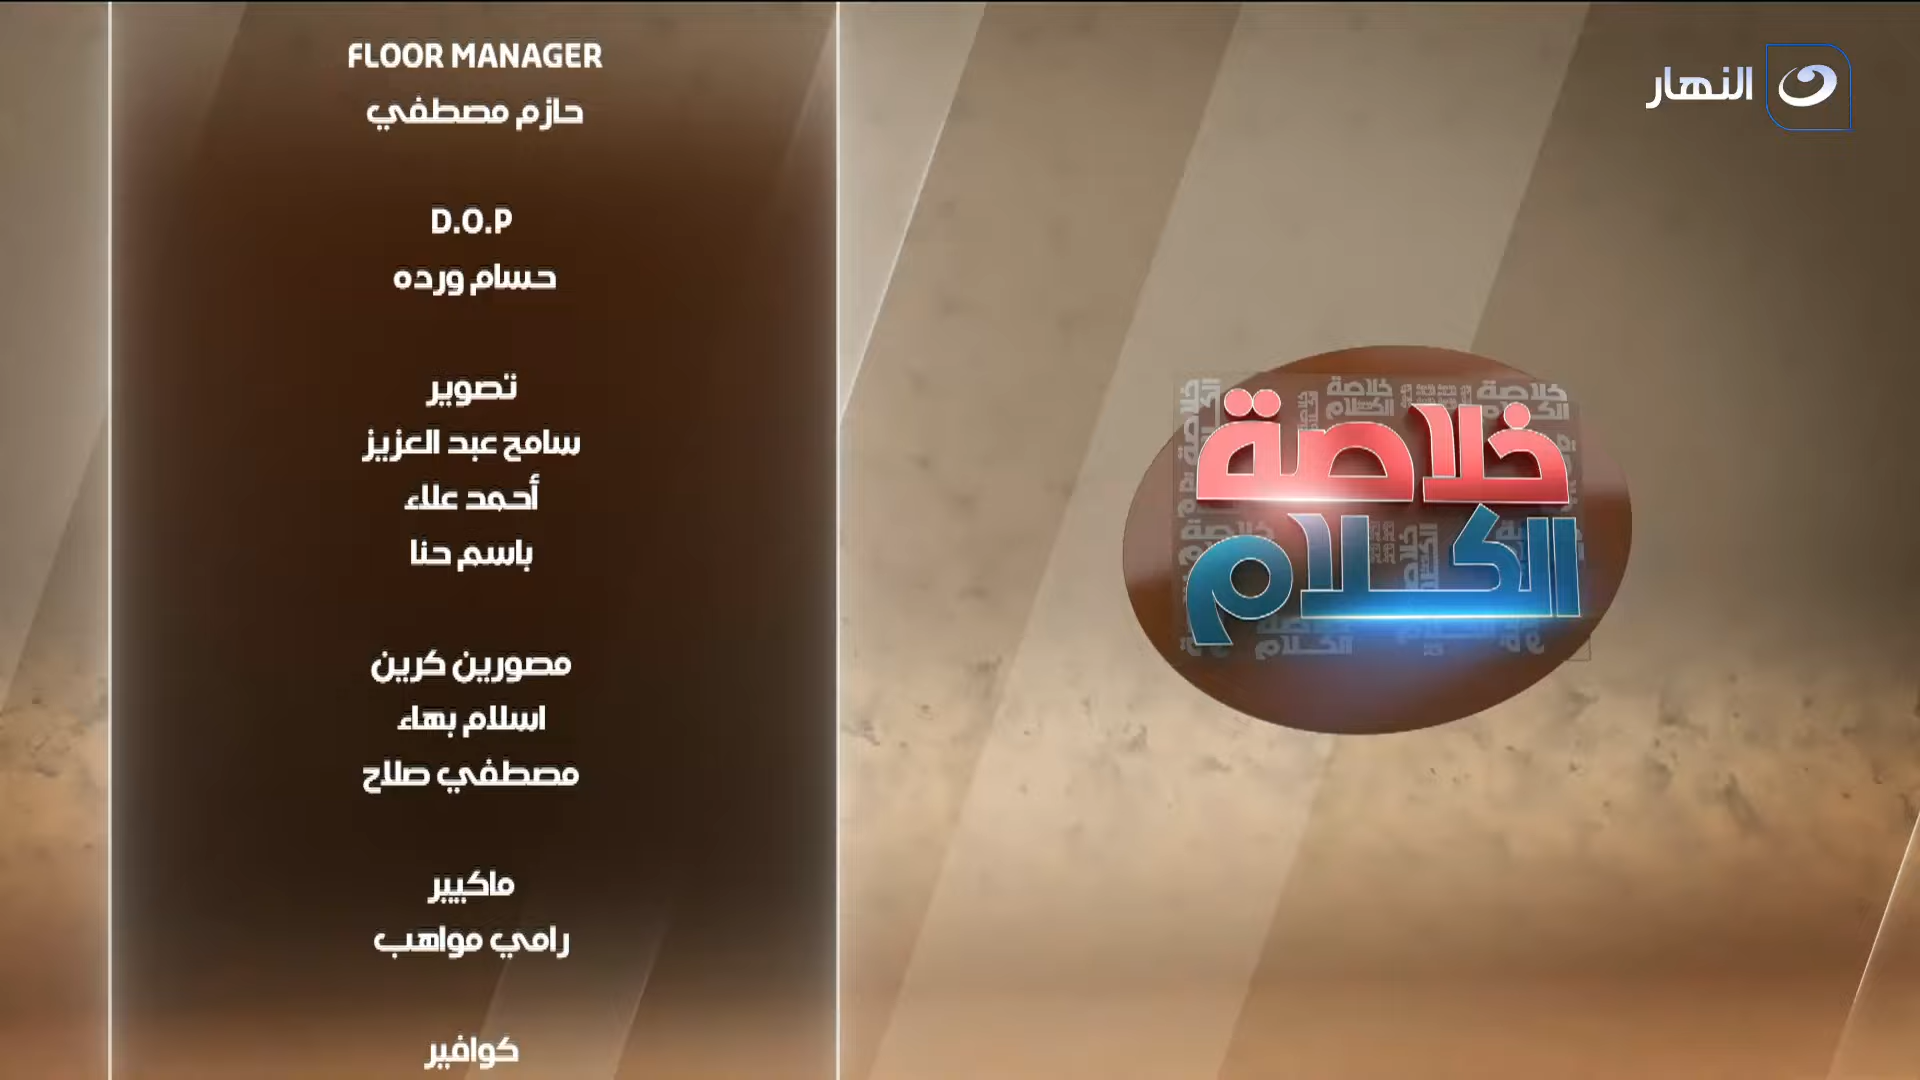 FLOOR MANAGER
حازم مصطفي
D.O.P
حسام ورده
تصوير
سامح عبد العزيز
أحمد علاء
باسم حنا
مصورين كرين
اسلام بهاء
مصطفي صلاح
ماكيير
رامي مواهب
كوافير
النهار
خلاصة
الكلام